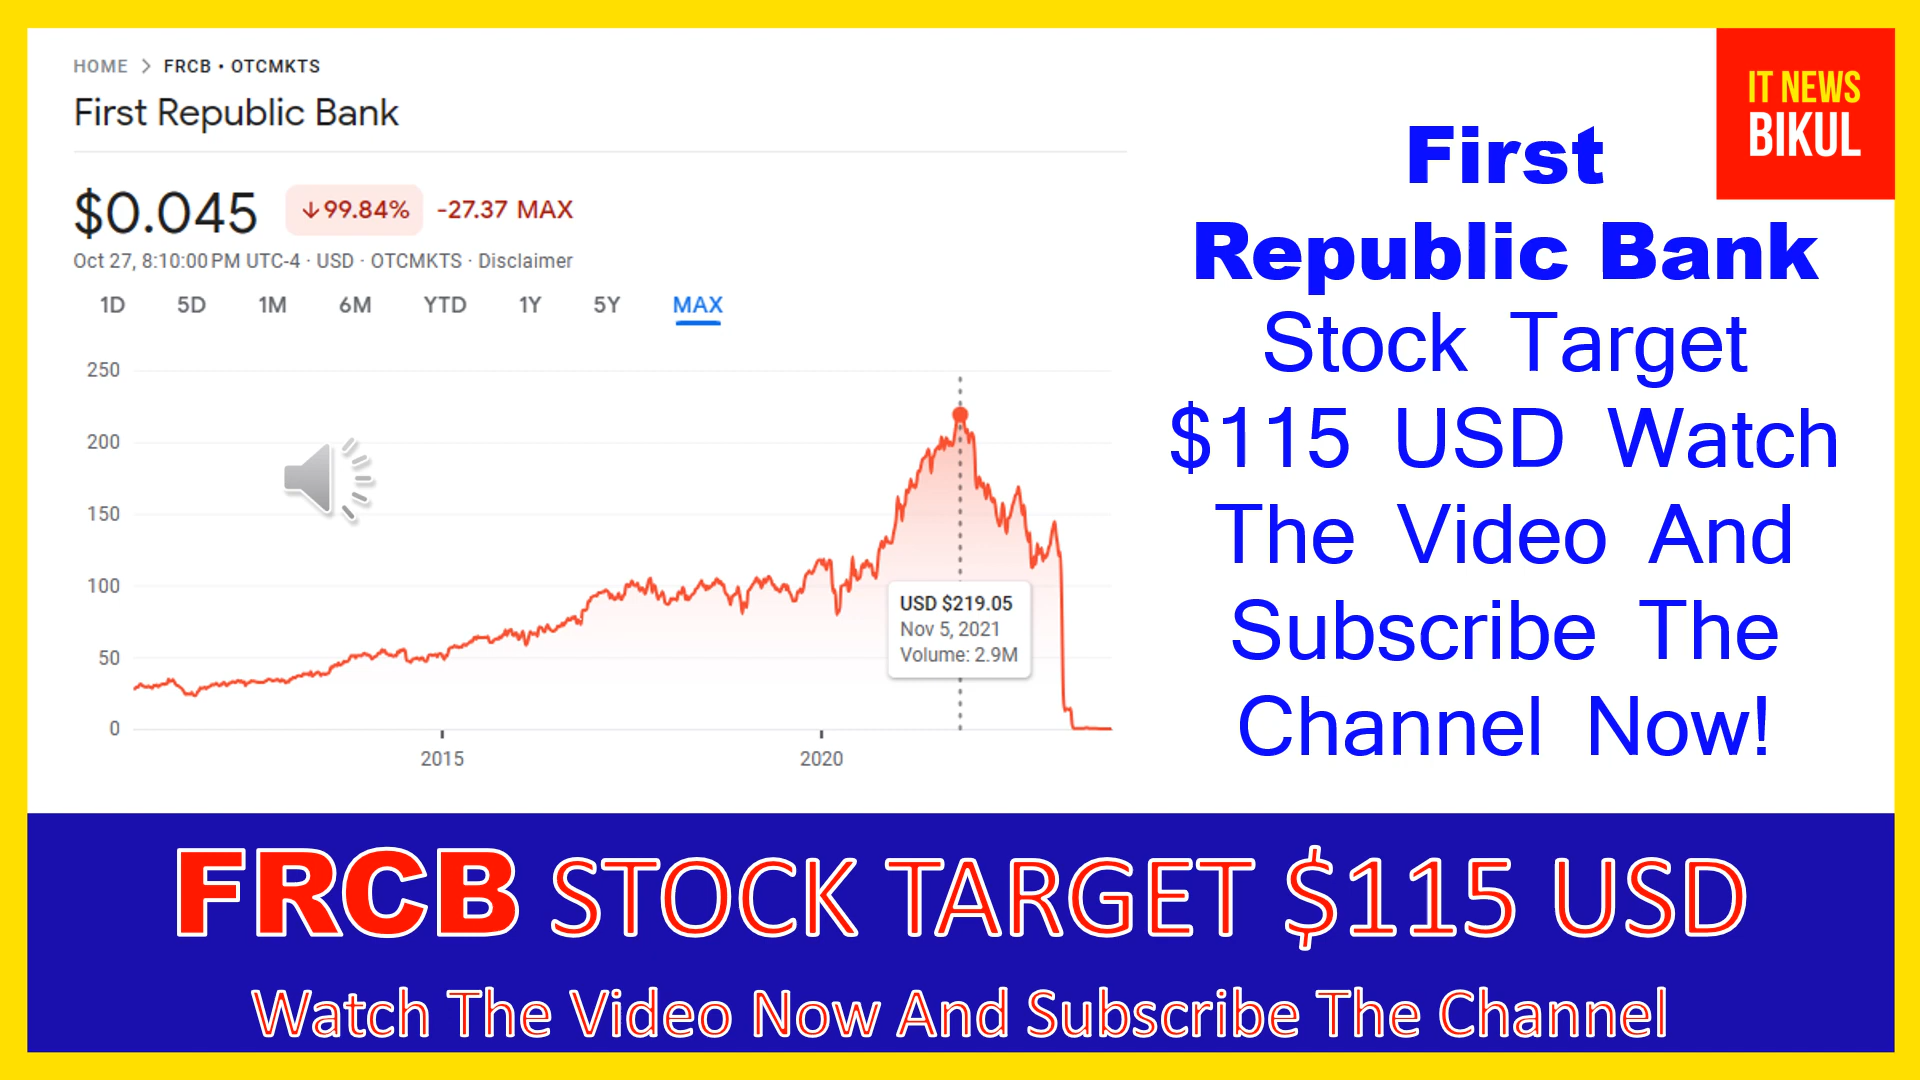 HOME > FRCB • OTCMKTS
First Republic Bank
$0.045 ↓99.84% -27.37 MAX
Oct 27, 8:10:00 PM UTC-4 · USD · OTCMKTS · Disclaimer
1D 5D 1M 6M YTD 1Y 5Y MAX
250
200
150
100
50
0
USD $219.05
Nov 5, 2021
Volume: 2.9M
2015 2020
IT NEWS
BIKUL
First
Republic Bank
Stock Target
$115 USD Watch
The Video And
Subscribe The
Channel Now!
FRCB STOCK TARGET $115 USD
Watch The Video Now And Subscribe The Channel